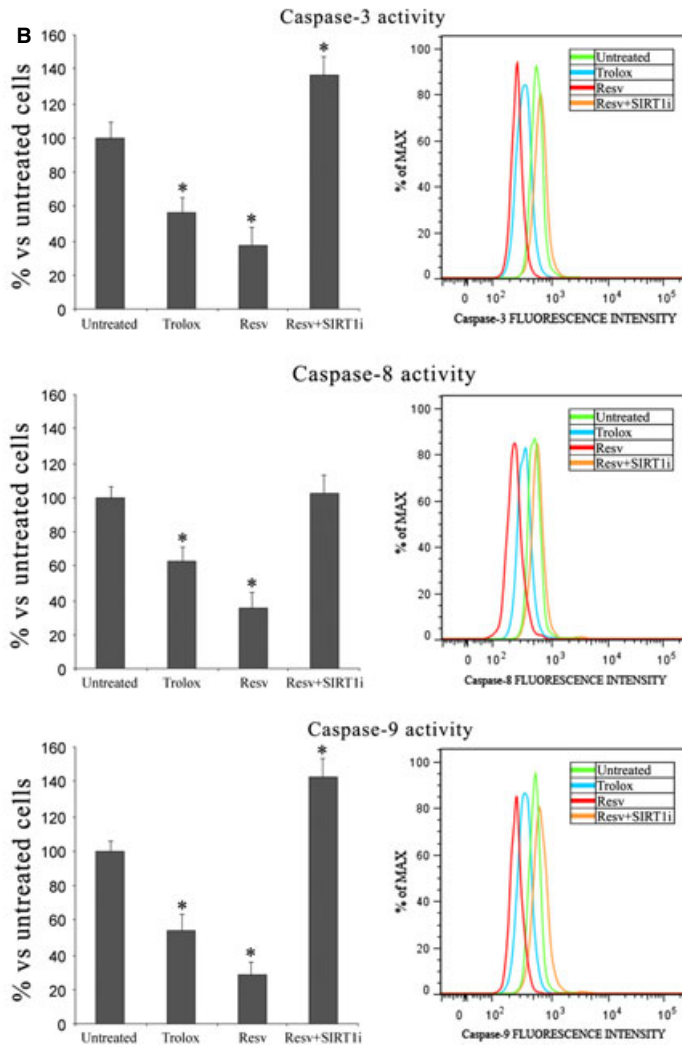 B
Caspase-3 activity
% vs untreated cells
160
140
120
100
80
60
40
20
0
*
*
*
Untreated Trolox Resv Resv+SIRT1i
% of MAX
100
80
60
40
20
0
Untreated
Trolox
Resv
Resv+SIRT1i
0 10² 10³ 10⁴ 10⁵
Caspase-3 FLUORESCENCE INTENSITY
Caspase-8 activity
% vs untreated cells
160
140
120
100
80
60
40
20
0
*
*
Untreated Trolox Resv Resv+SIRT1i
% of MAX
100
80
60
40
20
0
Untreated
Trolox
Resv
Resv+SIRT1i
0 10² 10³ 10⁴ 10⁵
Caspase-8 FLUORESCENCE INTENSITY
Caspase-9 activity
% vs untreated cells
160
140
120
100
80
60
40
20
0
*
*
*
Untreated Trolox Resv Resv+SIRT1i
% of MAX
100
80
60
40
20
0
Untreated
Trolox
Resv
Resv+SIRT1i
0 10² 10³ 10⁴ 10⁵
Caspase-9 FLUORESCENCE INTENSITY